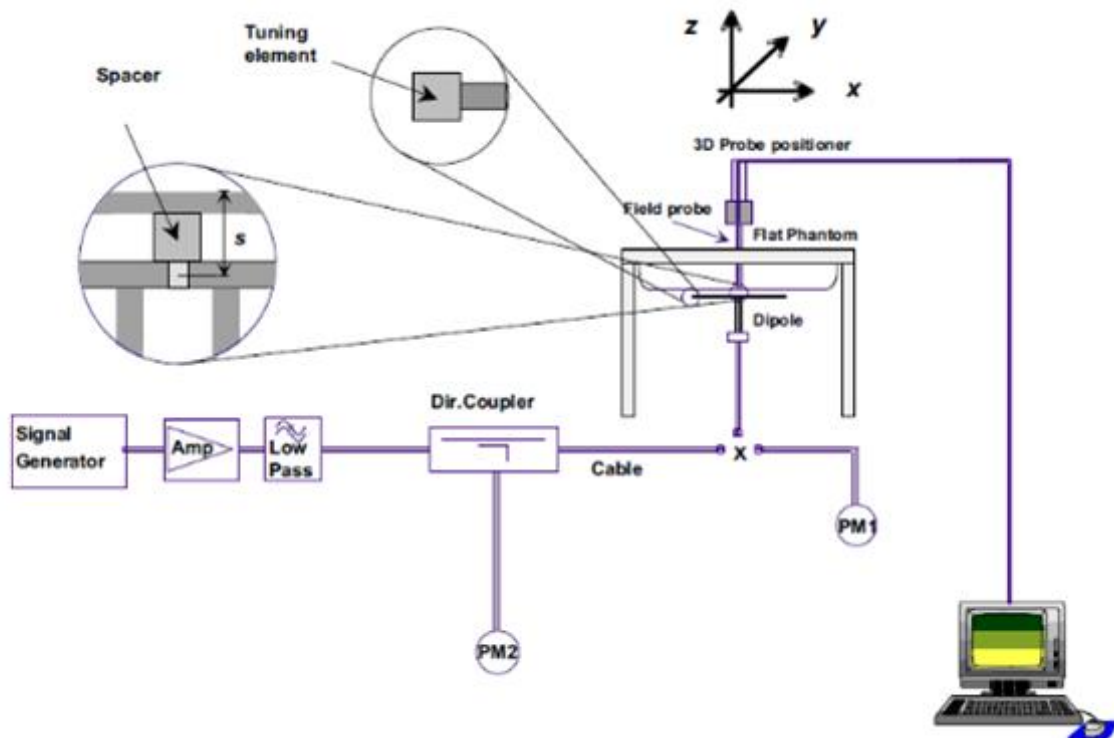 Tuning
element
Spacer
z
y
x
s
3D Probe positioner
Field probe
Flat Phantom
Dipole
Dir.Coupler
Signal
Generator
Amp
Low
Pass
Cable
X
PM1
PM2